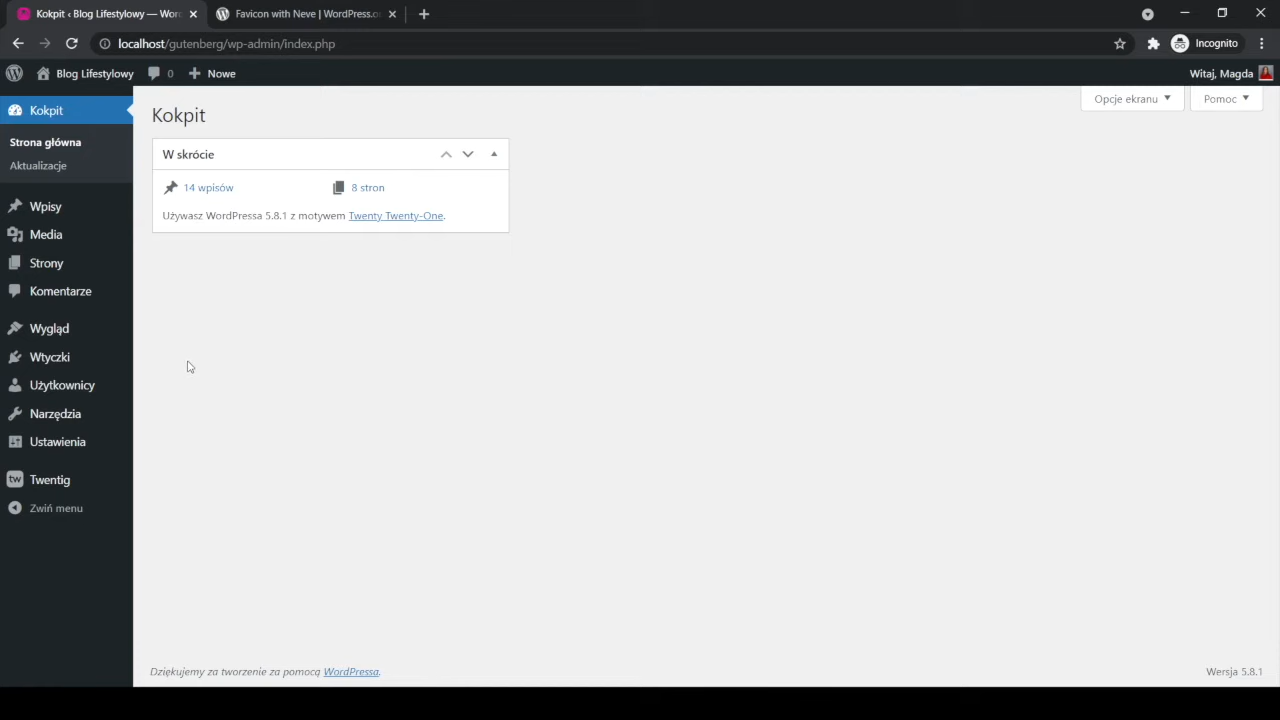 Kokpit ‹ Blog Lifestylowy — Wor
Favicon with Neve | WordPress.o
localhost/gutenberg/wp-admin/index.php
Incognito
Blog Lifestylowy
0
Nowe
Witaj, Magda
Kokpit
Strona główna
Aktualizacje
Wpisy
Media
Strony
Komentarze
Wygląd
Wtyczki
Użytkownicy
Narzędzia
Ustawienia
tw Twentig
Zwiń menu
Opcje ekranu
Pomoc
Kokpit
W skrócie
14 wpisów
8 stron
Używasz WordPressa 5.8.1 z motywem Twenty Twenty-One.
Dziękujemy za tworzenie za pomocą WordPressa.
Wersja 5.8.1